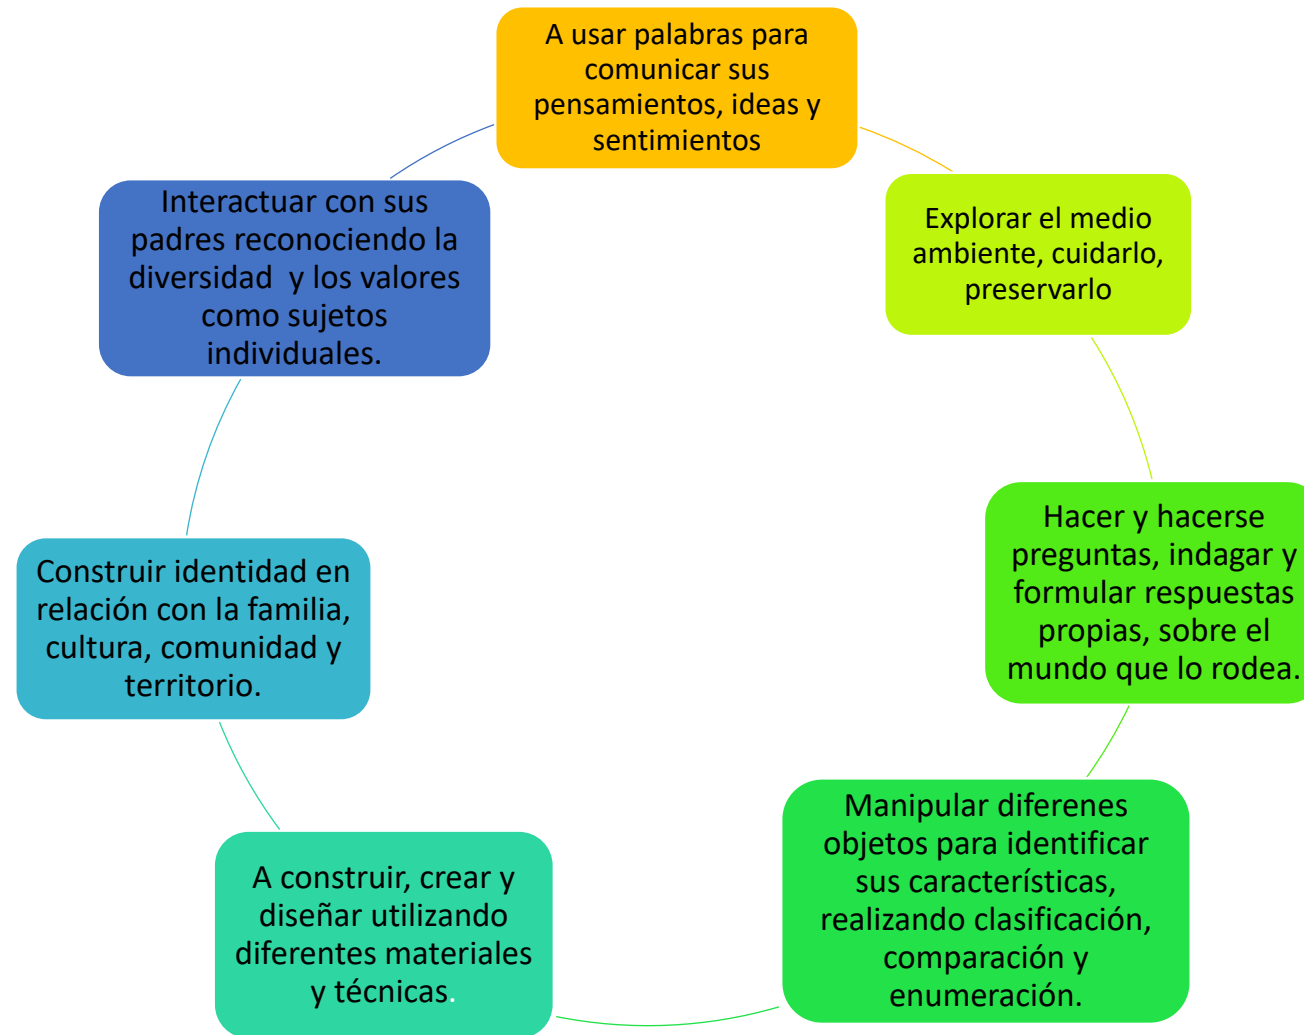 A usar palabras para
comunicar sus
pensamientos, ideas y
sentimientos
Explorar el medio
ambiente, cuidarlo,
preservarlo
Hacer y hacerse
preguntas, indagar y
formular respuestas
propias, sobre el
mundo que lo rodea.
Manipular diferenes
objetos para identificar
sus característícas,
realizando clasificación,
comparación y
enumeración.
A construir, crear y
diseñar utilizando
diferentes materiales
y técnicas.
Construir identidad en
relación con la familia,
cultura, comunidad y
territorio.
Interactuar con sus
padres reconociendo la
diversidad  y los valores
como sujetos
individuales.